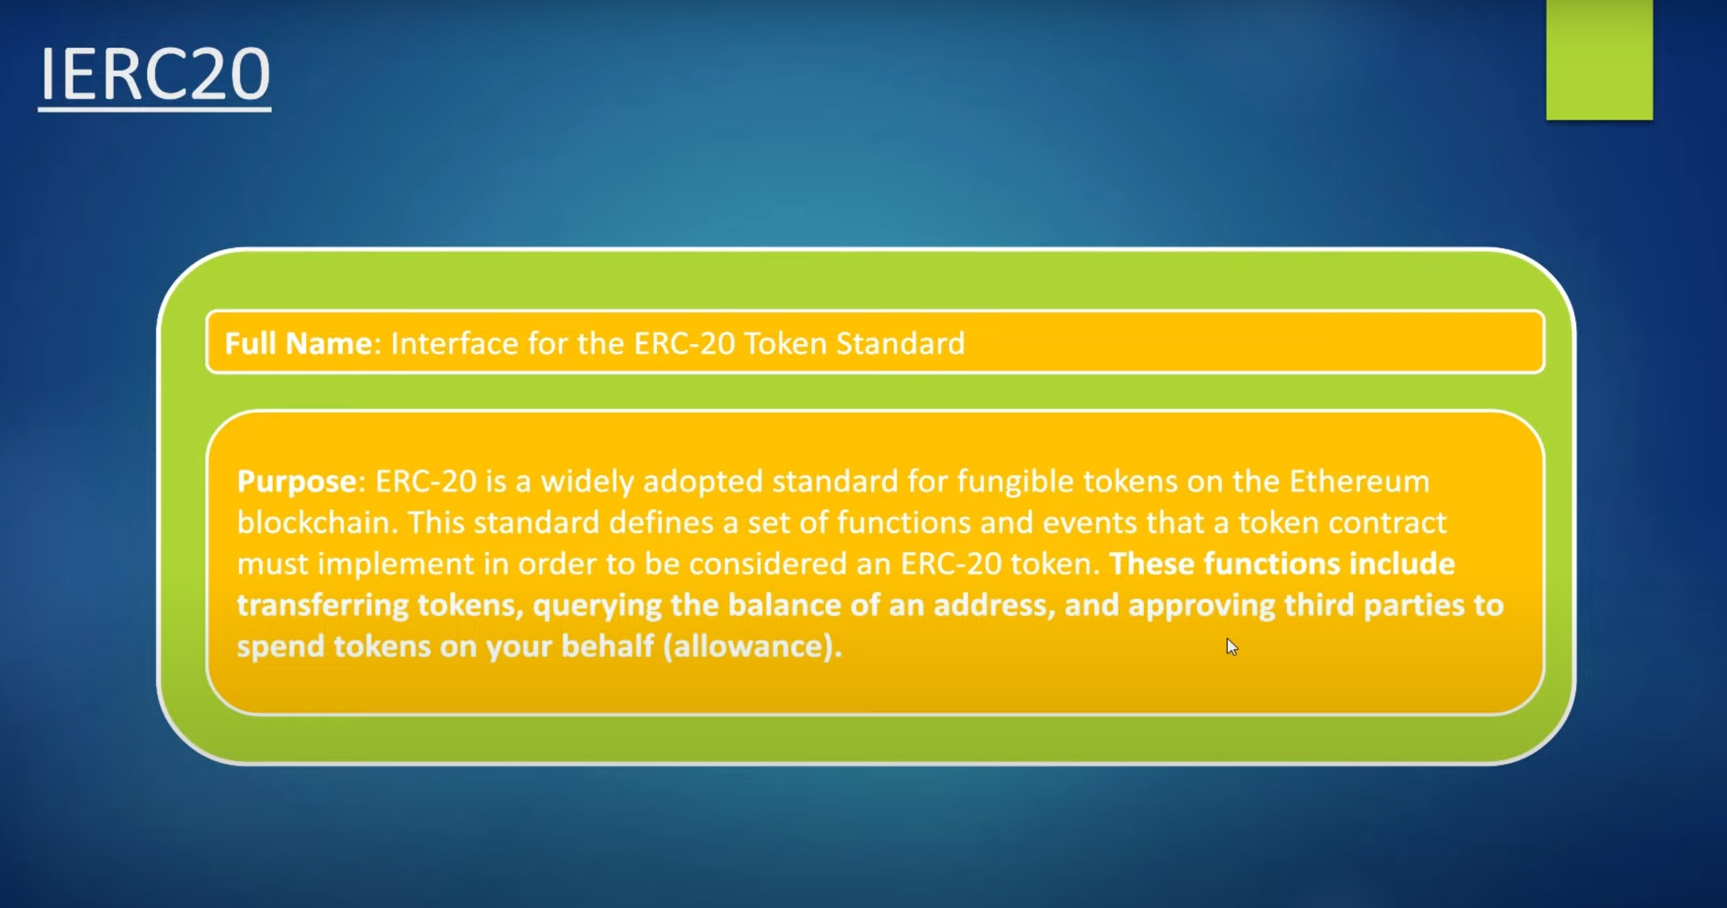 IERC20
Full Name: Interface for the ERC-20 Token Standard
Purpose: ERC-20 is a widely adopted standard for fungible tokens on the Ethereum
blockchain. This standard defines a set of functions and events that a token contract
must implement in order to be considered an ERC-20 token. These functions include
transferring tokens, querying the balance of an address, and approving third parties to
spend tokens on your behalf (allowance).